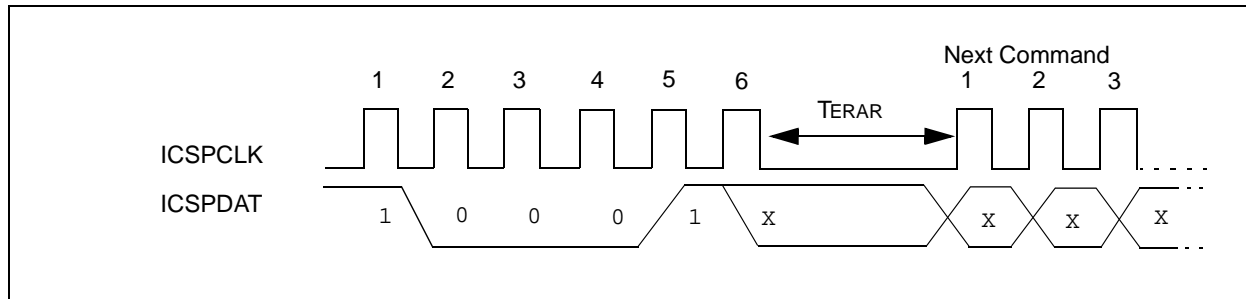 Next Command
1 2 3 4 5 6 1 2 3
TERAR
ICSPCLK
ICSPDAT
1 0 0 0 1 x x x x